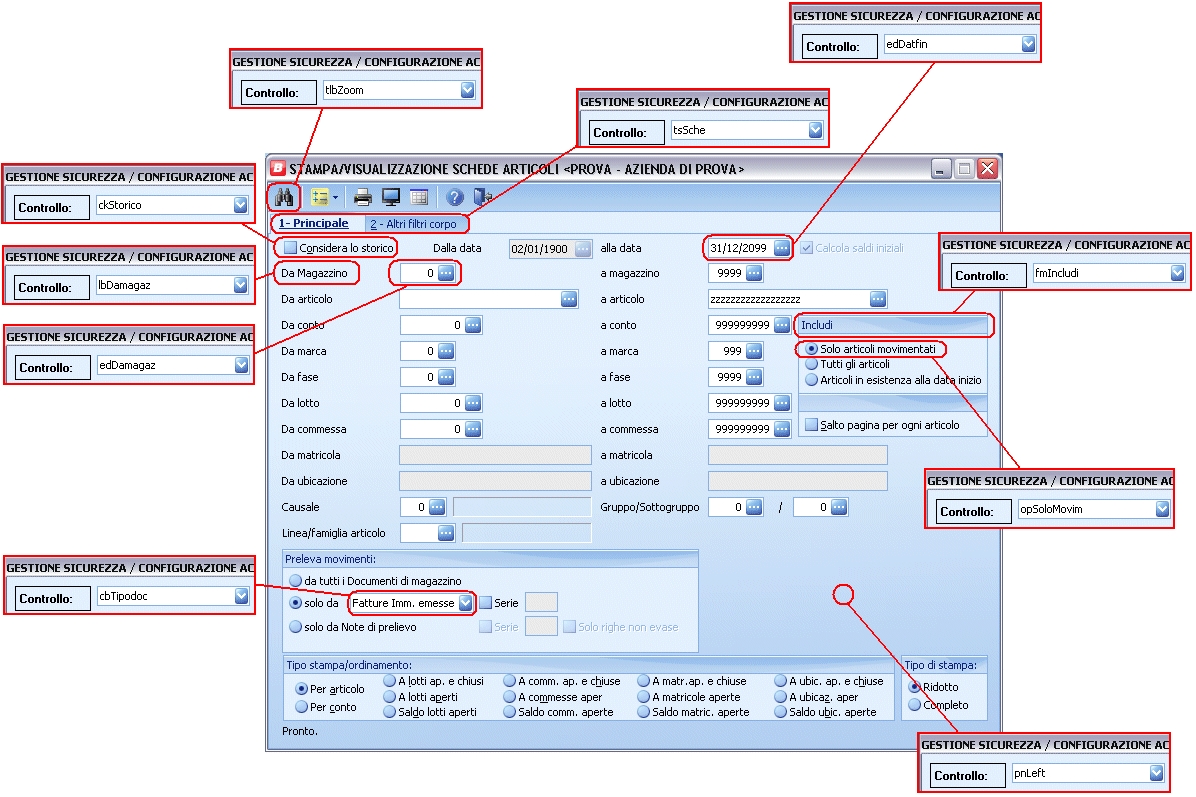 GESTIONE SICUREZZA / CONFIGURAZIONE AC
Controllo: edDatfin
GESTIONE SICUREZZA / CONFIGURAZIONE AC
Controllo: tlbZoom
GESTIONE SICUREZZA / CONFIGURAZIONE AC
Controllo: tsSche
GESTIONE SICUREZZA / CONFIGURAZIONE AC
Controllo: ckStorico
GESTIONE SICUREZZA / CONFIGURAZIONE AC
Controllo: lbDamagaz
GESTIONE SICUREZZA / CONFIGURAZIONE AC
Controllo: edDamagaz
GESTIONE SICUREZZA / CONFIGURAZIONE AC
Controllo: cbTipodoc
GESTIONE SICUREZZA / CONFIGURAZIONE AC
Controllo: fmIncludi
GESTIONE SICUREZZA / CONFIGURAZIONE AC
Controllo: opSoloMovim
GESTIONE SICUREZZA / CONFIGURAZIONE AC
Controllo: pnLeft
B STAMPA/VISUALIZZAZIONE SCHEDE ARTICOLI <PROVA - AZIENDA DI PROVA>
1- Principale 2 - Altri filtri corpo
Considera lo storico Dalla data 02/01/1900 alla data 31/12/2099 Calcola saldi iniziali
Da Magazzino 0 a magazzino 9999
Da articolo a articolo zzzzzzzzzzzzzzzzzz
Da conto 0 a conto 999999999 Includi
Da marca 0 a marca 999 Solo articoli movimentati
Tutti gli articoli
Da fase 0 a fase 9999 Articoli in esistenza alla data inizio
Da lotto 0 a lotto 999999999
Da commessa 0 a commessa 999999999 Salto pagina per ogni articolo
Da matricola a matricola
Da ubicazione a ubicazione
Causale 0 Gruppo/Sottogruppo 0 / 0
Linea/famiglia articolo
Preleva movimenti:
da tutti i Documenti di magazzino
solo da Fatture Imm. emesse Serie
solo da Note di prelievo Serie Solo righe non evase
Tipo stampa/ordinamento: Tipo di stampa:
Per articolo A lotti ap. e chiusi A comm. ap. e chiuse A matr.ap. e chiuse A ubic. ap. e chiuse Ridotto
A lotti aperti A commesse aper A matricole aperte A ubicaz. aper
Per conto Saldo lotti aperti Saldo comm. aperte Saldo matric. aperte Saldo ubic. aperte Completo
Pronto.